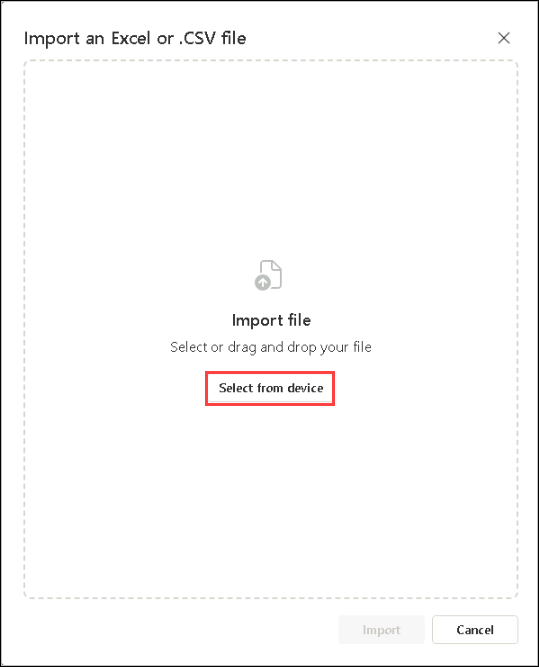 Import an Excel or .CSV file
Import file
Select or drag and drop your file
Select from device
Import
Cancel